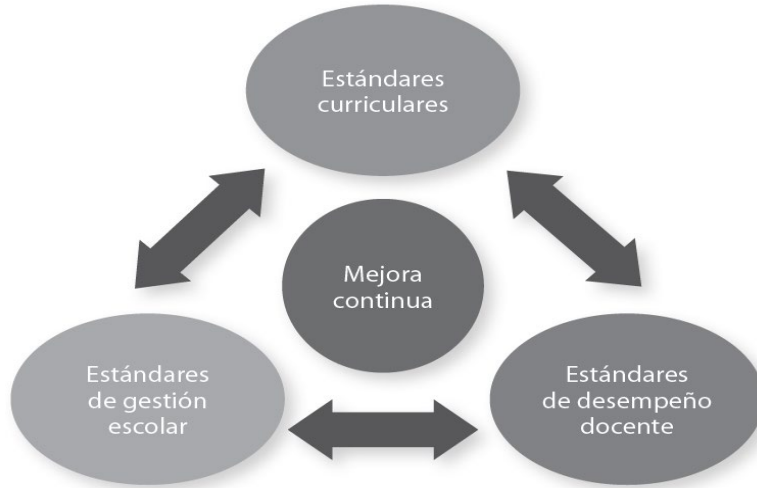 Estándares
curriculares
Mejora
continua
Estándares
de gestión
escolar
Estándares
de desempeño
docente